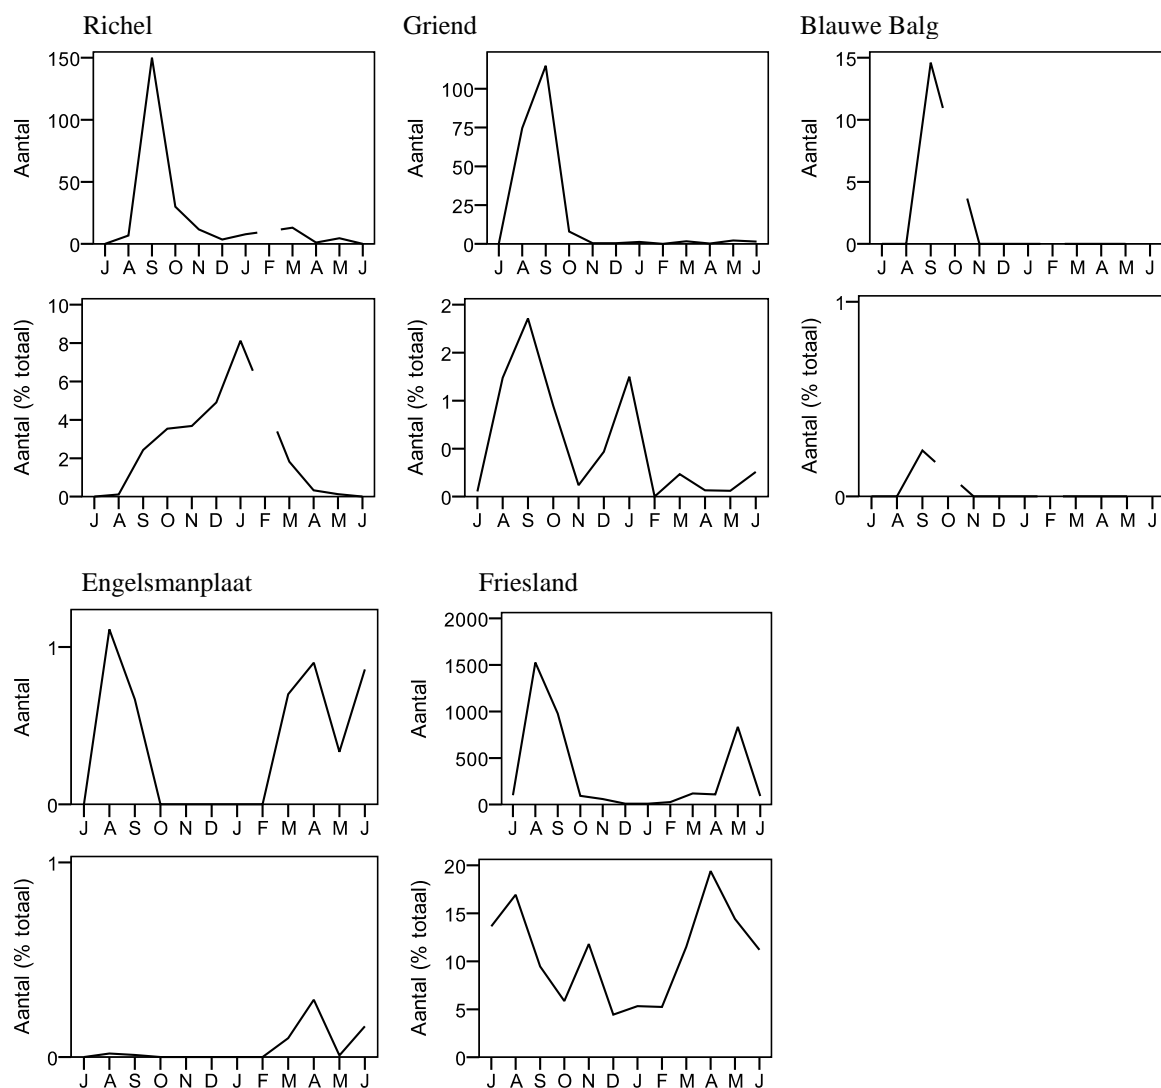 Richel
Griend
Blauwe Balg
Aantal
150
100
50
0
J A S O N D J F M A M J
Aantal
100
75
50
25
0
J A S O N D J F M A M J
Aantal
15
10
5
0
J A S O N D J F M A M J
Aantal (% totaal)
10
8
6
4
2
0
J A S O N D J F M A M J
Aantal (% totaal)
2
2
1
0
0
J A S O N D J F M A M J
Aantal (% totaal)
1
0
J A S O N D J F M A M J
Engelsmanplaat
Friesland
Aantal
1
0
J A S O N D J F M A M J
Aantal
2000
1500
1000
500
0
J A S O N D J F M A M J
Aantal (% totaal)
1
0
J A S O N D J F M A M J
Aantal (% totaal)
20
15
10
5
0
J A S O N D J F M A M J